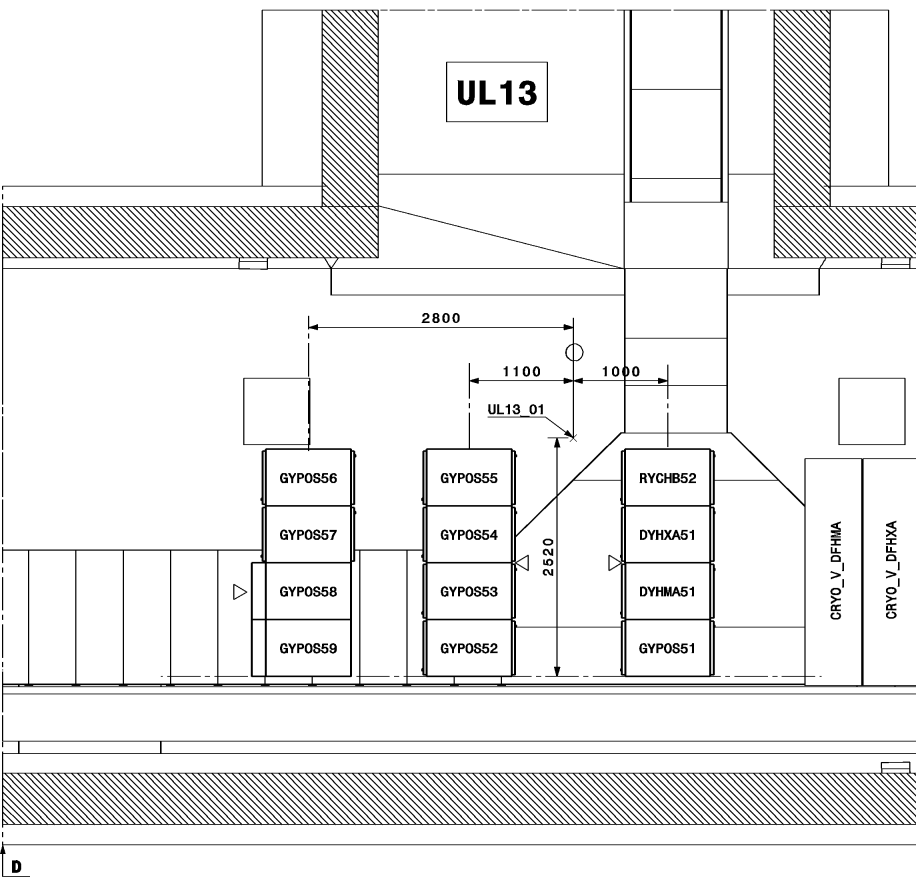 UL13
2800
1100
1000
UL13_01
GYPOS56
GYPOS55
RYCHB52
GYPOS57
GYPOS54
DYHXA51
2520
CRYO_V_DFHMA
CRYO_V_DFHXA
GYPOS58
GYPOS53
DYHMA51
GYPOS59
GYPOS52
GYPOS51
D